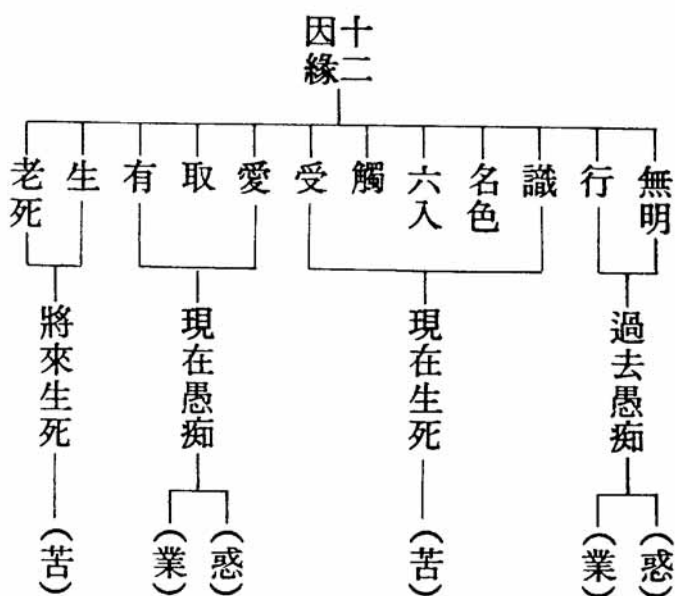 十二
因緣
無明
行
識
名色
六入
觸
受
愛
取
有
生
老死
過去愚痴
現在生死
現在愚痴
將來生死
（惑）
（業）
（苦）
（惑）
（業）
（苦）